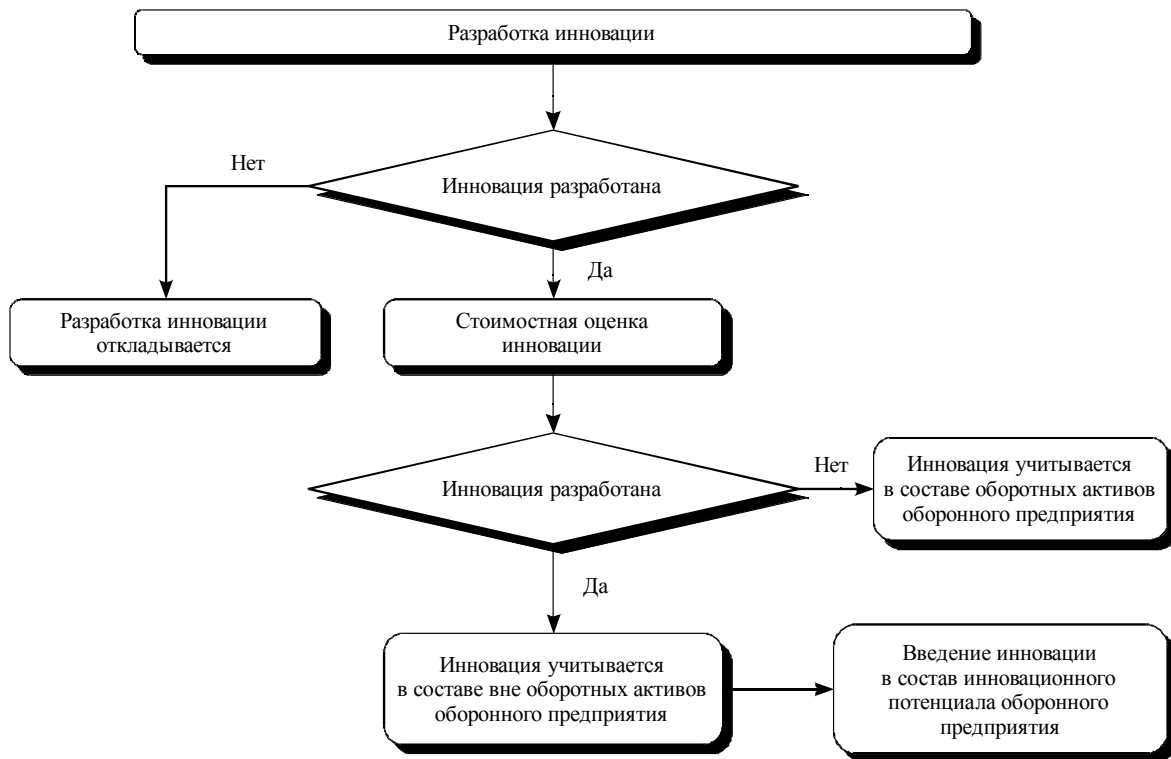 Разработка инновации
Нет
Инновация разработана
Да
Разработка инновации
откладывается
Стоимостная оценка
инновации
Инновация разработана
Нет
Инновация учитывается
в составе оборотных активов
оборонного предприятия
Да
Инновация учитывается
в составе вне оборотных активов
оборонного предприятия
Введение инновации
в состав инновационного
потенциала оборонного
предприятия